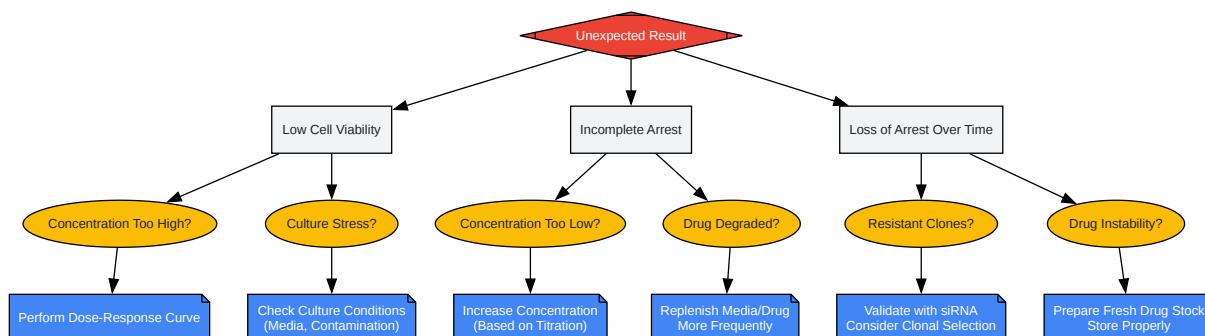 Unexpected Result
Low Cell Viability
Incomplete Arrest
Loss of Arrest Over Time
Concentration Too High?
Culture Stress?
Concentration Too Low?
Drug Degraded?
Resistant Clones?
Drug Instability?
Perform Dose-Response Curve
Check Culture Conditions
(Media, Contamination)
Increase Concentration
(Based on Titration)
Replenish Media/Drug
More Frequently
Validate with siRNA
Consider Clonal Selection
Prepare Fresh Drug Stock
Store Properly